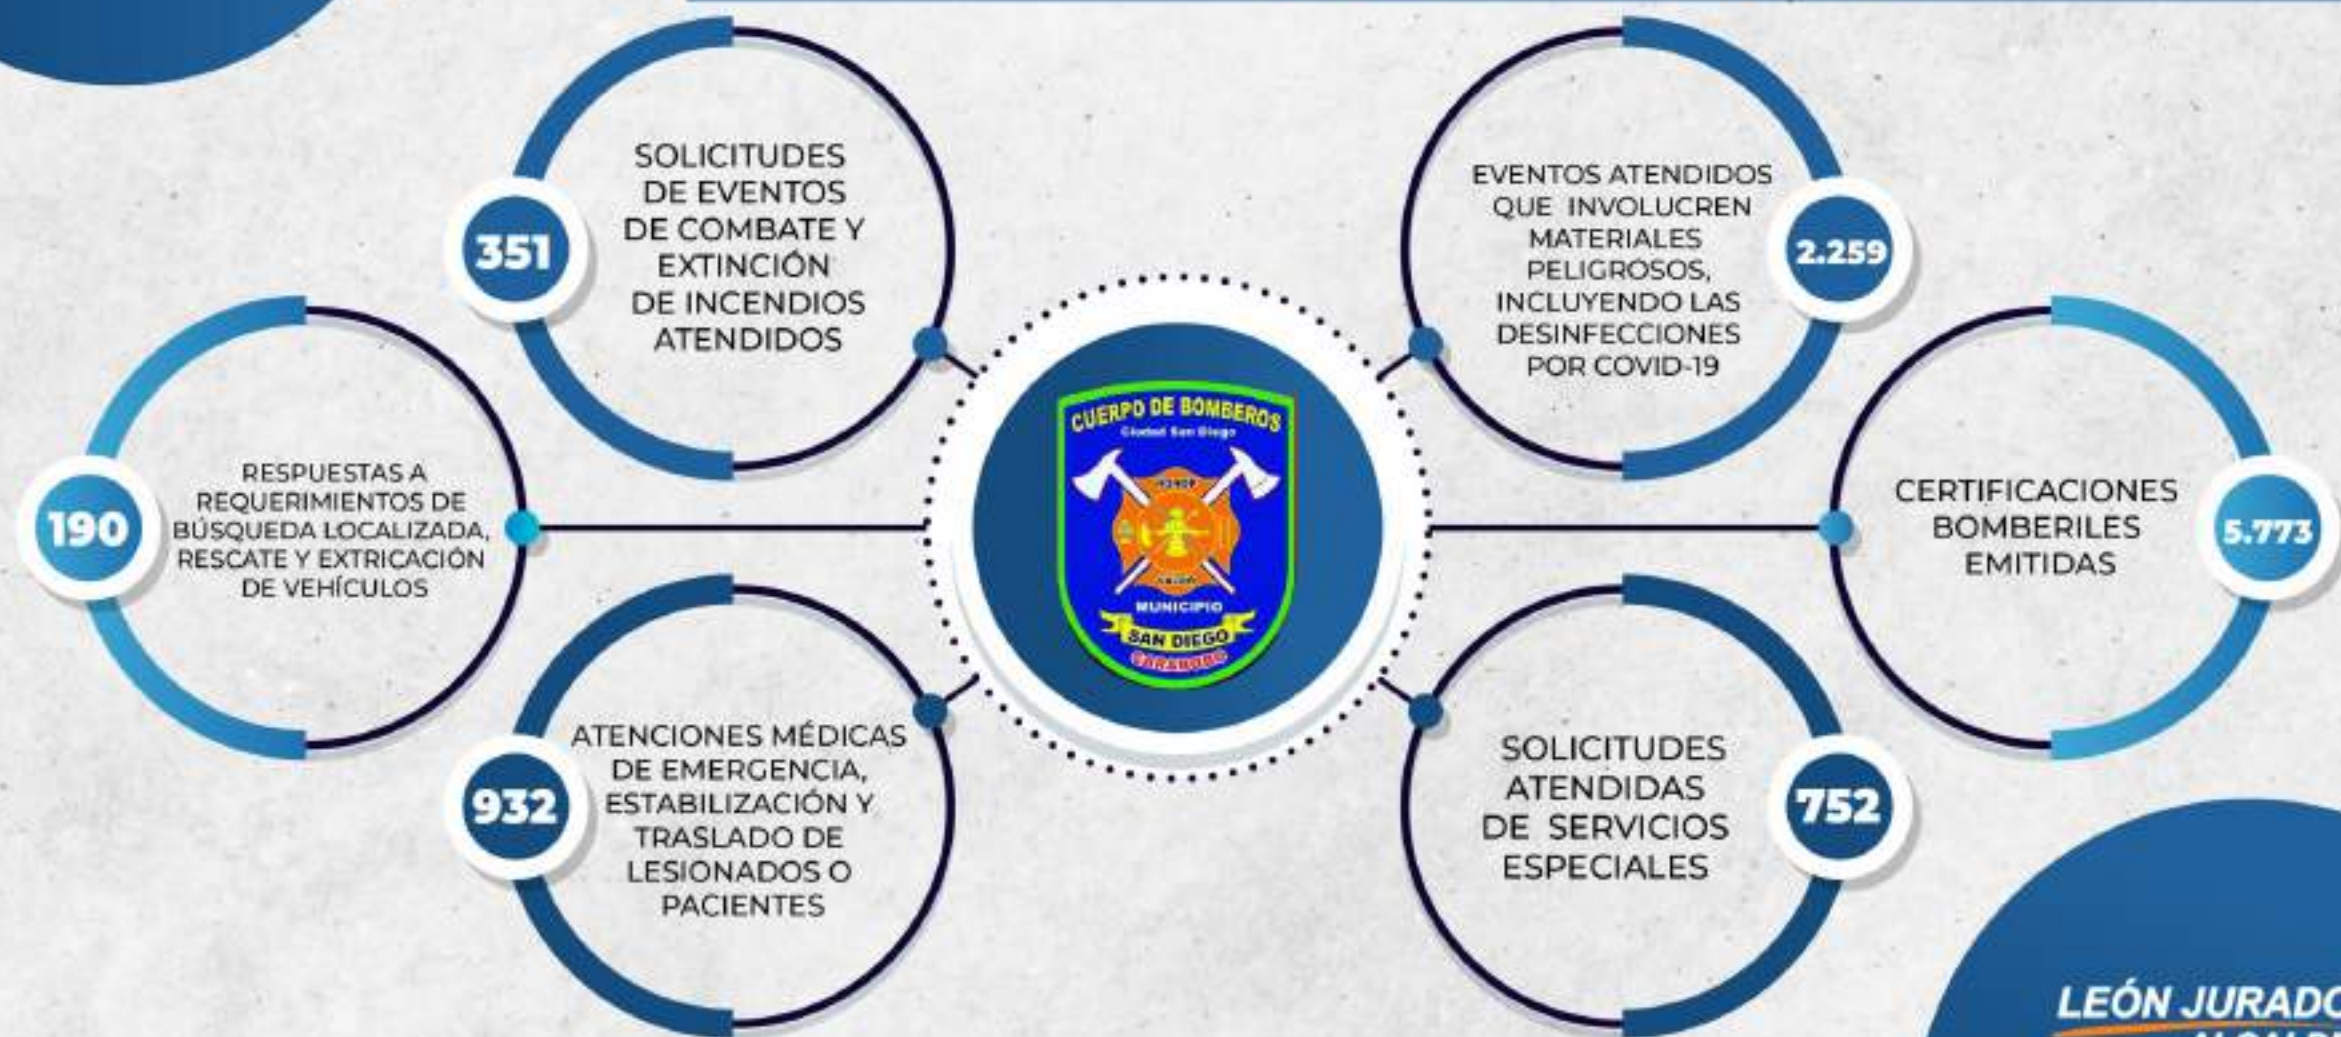 351
SOLICITUDES
DE EVENTOS
DE COMBATE Y
EXTINCIÓN
DE INCENDIOS
ATENDIDOS
EVENTOS ATENDIDOS
QUE INVOLUCREN
MATERIALES
PELIGROSOS,
INCLUYENDO LAS
DESINFECCIONES
POR COVID-19
2.259
190
RESPUESTAS A
REQUERIMIENTOS DE
BÚSQUEDA LOCALIZADA,
RESCATE Y EXTRICACIÓN
DE VEHÍCULOS
CUERPO DE BOMBEROS
Ciudad San Diego
HONOR
VALOR
MUNICIPIO
SAN DIEGO
CARABOBO
CERTIFICACIONES
BOMBERILES
EMITIDAS
5.773
932
ATENCIONES MÉDICAS
DE EMERGENCIA,
ESTABILIZACIÓN Y
TRASLADO DE
LESIONADOS O
PACIENTES
SOLICITUDES
ATENDIDAS
DE SERVICIOS
ESPECIALES
752
LEÓN JURADO